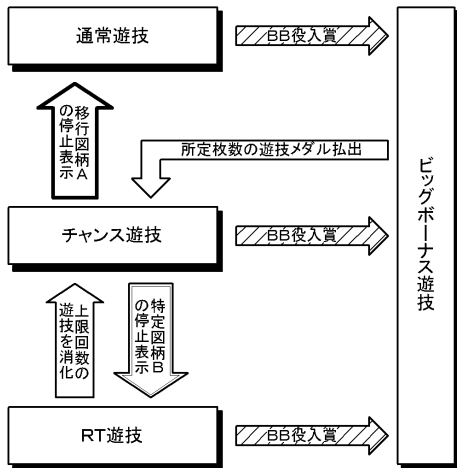 通常遊技
BB役入賞
移行図柄A
の停止表示
所定枚数の遊技メダル払出
チャンス遊技
BB役入賞
ビッグボーナス遊技
上限回数の
遊技を消化
特定図柄B
の停止表示
RT遊技
BB役入賞